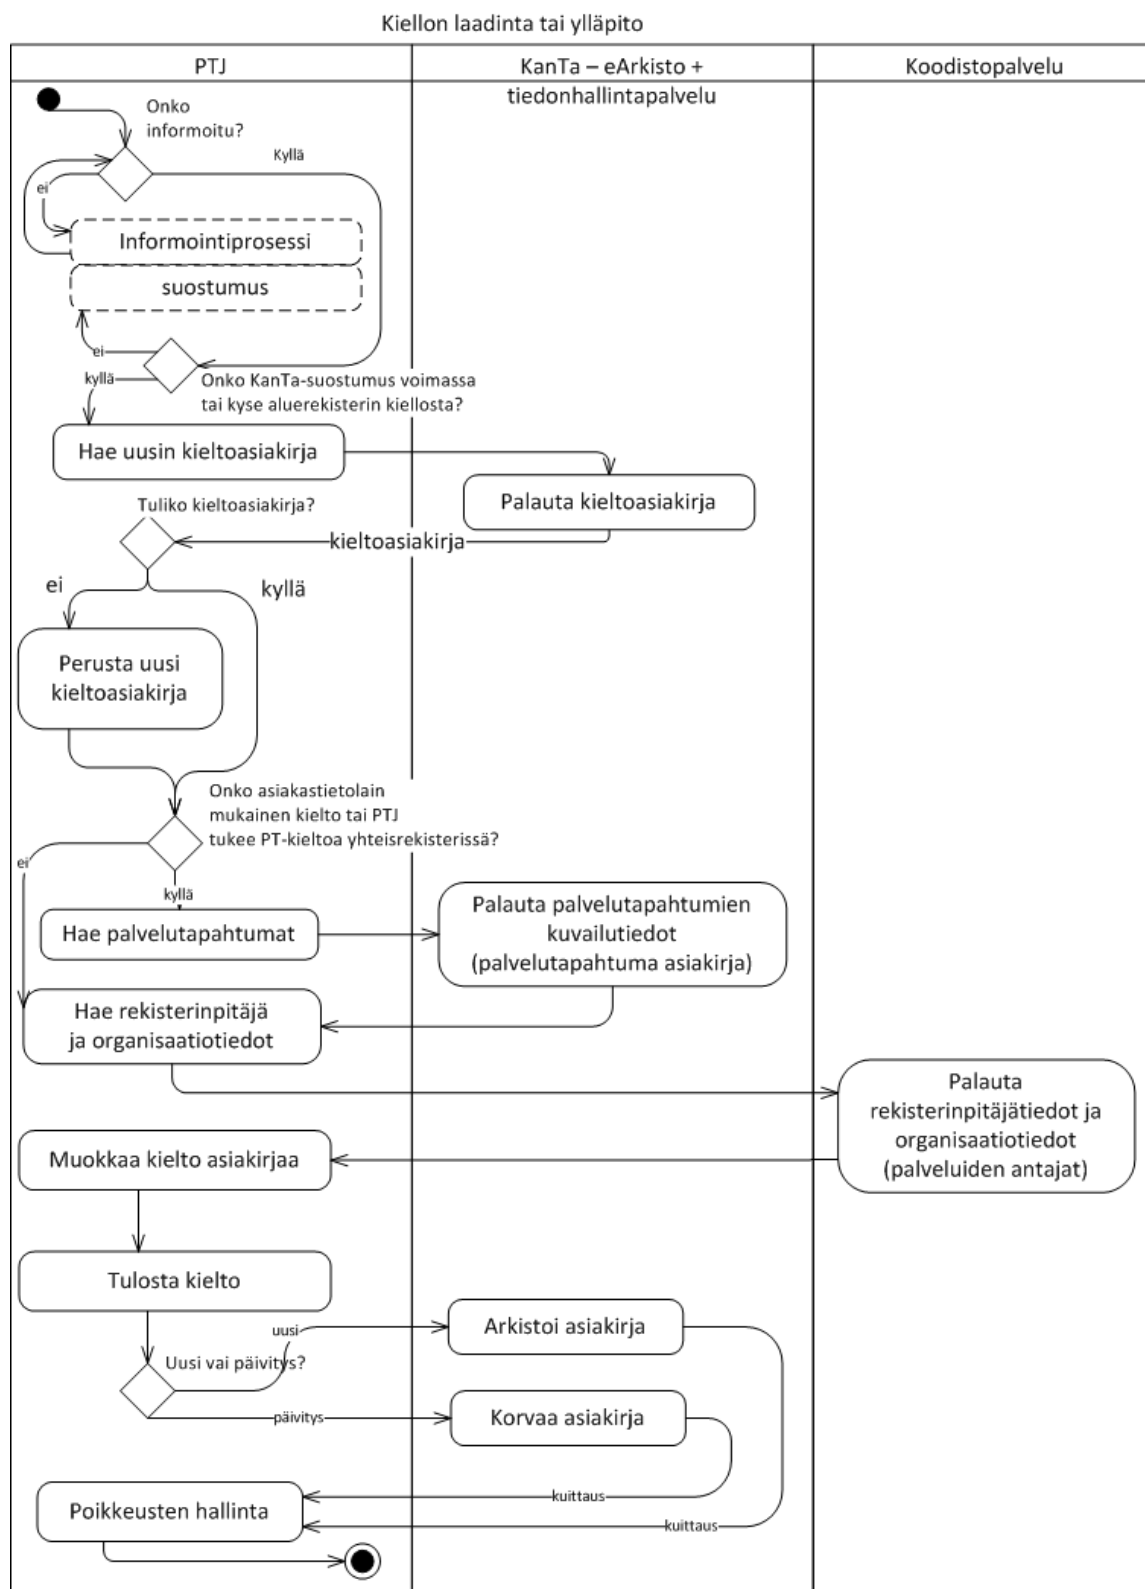 Kiellon laadinta tai ylläpito
PTJ
KanTa – eArkisto +
tiedonhallintapalvelu
Koodistopalvelu
Onko
informoitu?
Kyllä
ei
Informointiprosessi
suostumus
ei
kyllä
Onko KanTa-suostumus voimassa
tai kyse aluerekisterin kiellosta?
Hae uusin kieltoasiakirja
Palauta kieltoasiakirja
Tuliko kieltoasiakirja?
kieltoasiakirja
ei
kyllä
Perusta uusi
kieltoasiakirja
Onko asiakastietolain
mukainen kielto tai PTJ
tukee PT-kieltoa yhteisrekisterissä?
ei
kyllä
Hae palvelutapahtumat
Palauta palvelutapahtumien
kuvailutiedot
(palvelutapahtuma asiakirja)
Hae rekisterinpitäjä
ja organisaatiotiedot
Palauta
rekisterinpitäjätiedot ja
organisaatiotiedot
(palveluiden antajat)
Muokkaa kielto asiakirjaa
Tulosta kielto
uusi
Arkistoi asiakirja
Uusi vai päivitys?
päivitys
Korvaa asiakirja
kuittaus
Poikkeusten hallinta
kuittaus